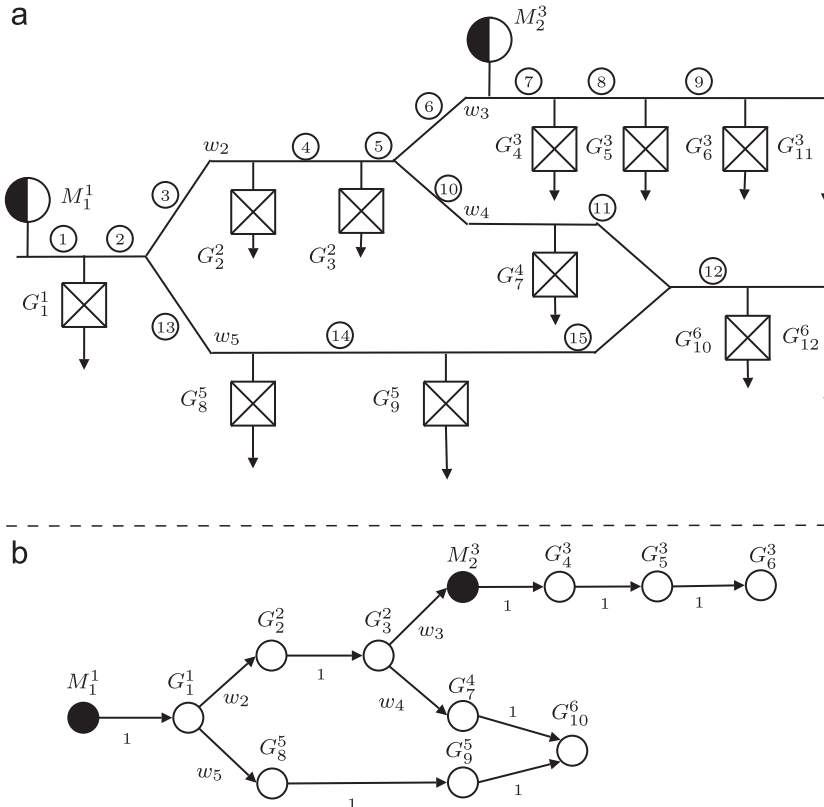 a
M_2^3
7 8 9
6 w_3
G_4^3 G_5^3 G_6^3 G_11^3
w_2 4 5
3 10 w_4 11
M_1^1
G_2^2 G_3^2
1 2
G_7^4 12
G_1^1
13 w_5 14 15
G_10^6 G_12^6
G_8^5 G_9^5
b
M_2^3 G_4^3 G_5^3 G_6^3
1 1 1
G_2^2 G_3^2 w_3
1
M_1^1 G_1^1 w_2 w_4 G_7^4
1 G_10^6
1
w_5 G_8^5 G_9^5
1 1